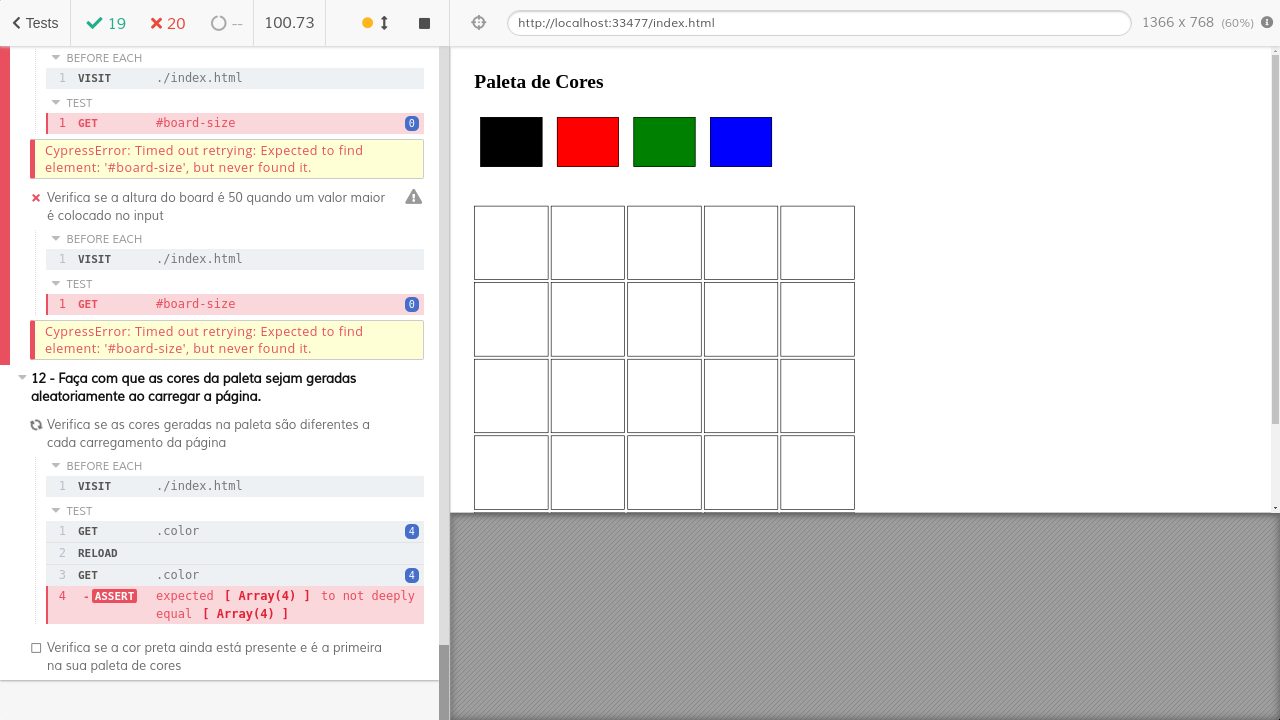 Tests 19 20 -- 100.73
BEFORE EACH
1 VISIT ./index.html
TEST
1 GET #board-size 0
CypressError: Timed out retrying: Expected to find
element: '#board-size', but never found it.
Verifica se a altura do board é 50 quando um valor maior
é colocado no input
BEFORE EACH
1 VISIT ./index.html
TEST
1 GET #board-size 0
CypressError: Timed out retrying: Expected to find
element: '#board-size', but never found it.
12 - Faça com que as cores da paleta sejam geradas
aleatoriamente ao carregar a página.
Verifica se as cores geradas na paleta são diferentes a
cada carregamento da página
BEFORE EACH
1 VISIT ./index.html
TEST
1 GET .color 4
2 RELOAD
3 GET .color 4
4 -ASSERT expected [ Array(4) ] to not deeply
equal [ Array(4) ]
Verifica se a cor preta ainda está presente e é a primeira
na sua paleta de cores
http://localhost:33477/index.html 1366 x 768 (60%)
Paleta de Cores